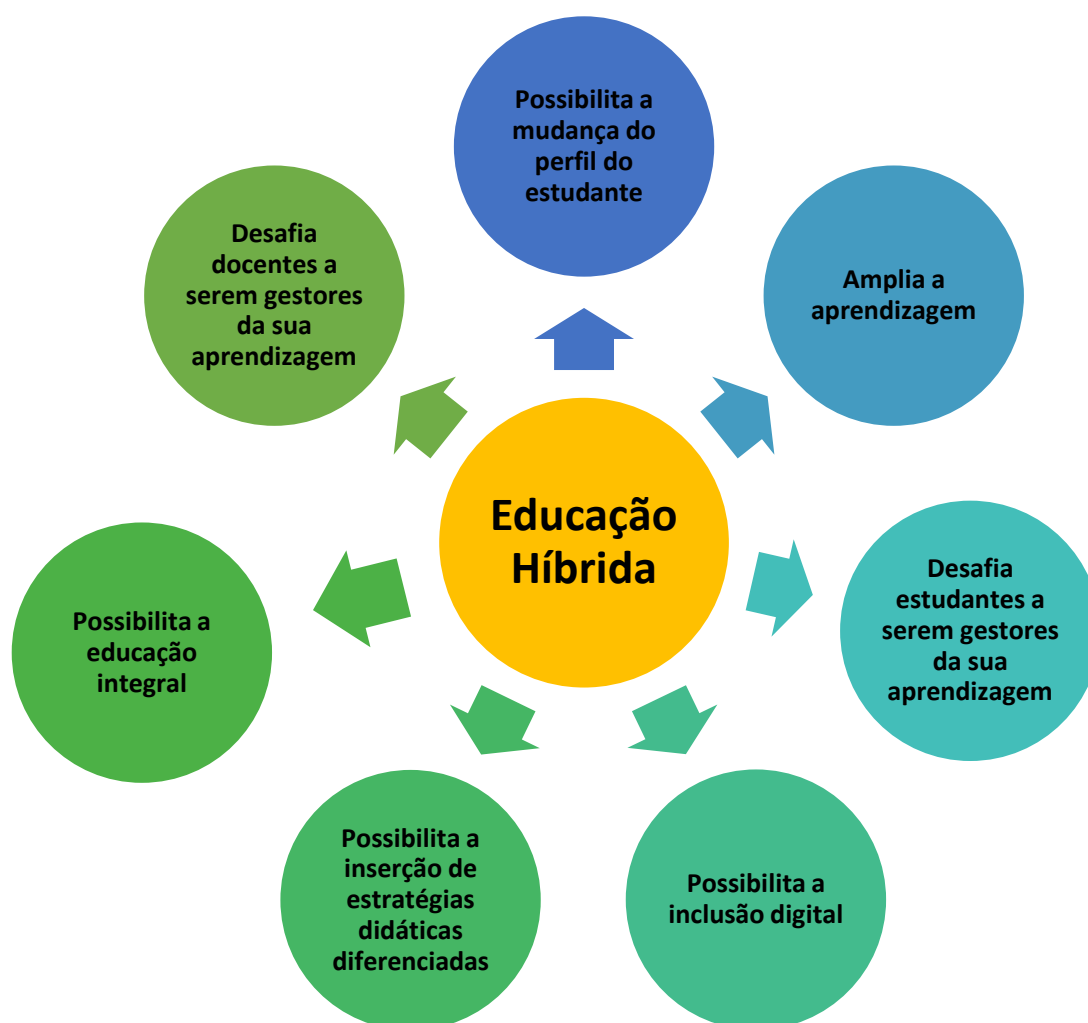 Possibilita a
mudança do
perfil do
estudante
Amplia a
aprendizagem
Desafia
estudantes a
serem gestores
da sua
aprendizagem
Possibilita a
inclusão digital
Possibilita a
inserção de
estratégias
didáticas
diferenciadas
Possibilita a
educação
integral
Desafia
docentes a
serem gestores
da sua
aprendizagem
Educação
Híbrida